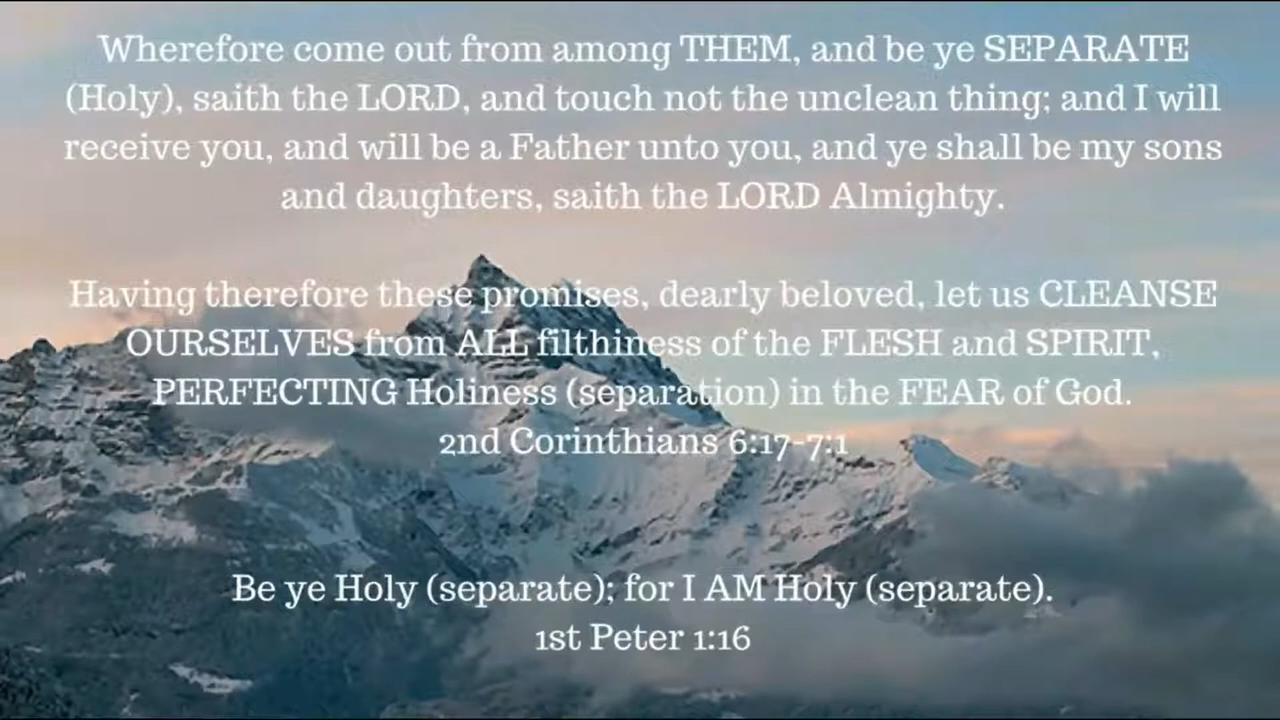 Wherefore come out from among THEM, and be ye SEPARATE
(Holy), saith the LORD, and touch not the unclean thing; and I will
receive you, and will be a Father unto you, and ye shall be my sons
and daughters, saith the LORD Almighty.
Having therefore these promises, dearly beloved, let us CLEANSE
OURSELVES from ALL filthiness of the FLESH and SPIRIT,
PERFECTING Holiness (separation) in the FEAR of God.
2nd Corinthians 6:17-7:1
Be ye Holy (separate); for I AM Holy (separate).
1st Peter 1:16